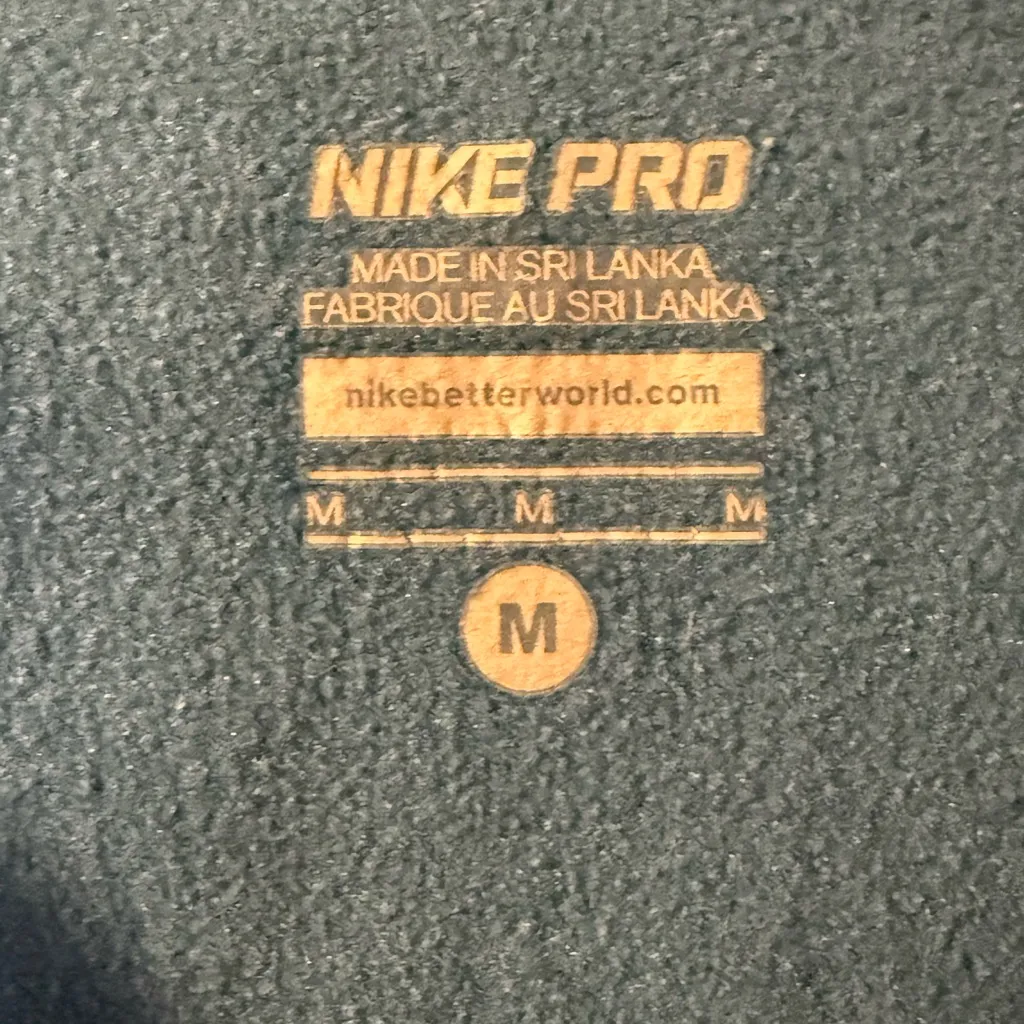 NIKE PRO
MADE IN SRI LANKA
FABRIQUE AU SRI LANKA
nikebetterworld.com
M M M
M